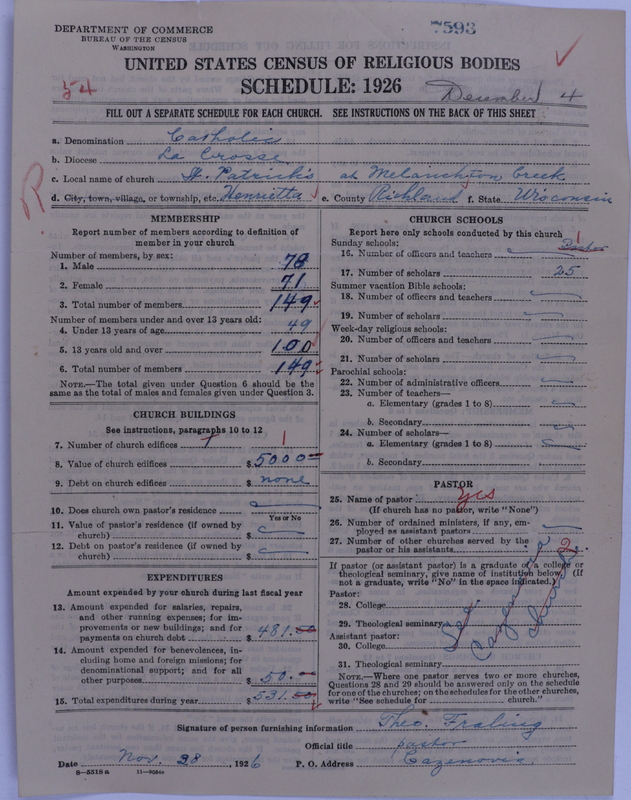 DEPARTMENT OF COMMERCE
BUREAU OF THE CENSUS
WASHINGTON
7593
UNITED STATES CENSUS OF RELIGIOUS BODIES
SCHEDULE: 1926
54
December 4
FILL OUT A SEPARATE SCHEDULE FOR EACH CHURCH. SEE INSTRUCTIONS ON THE BACK OF THIS SHEET
a. Denomination Catholic
b. Diocese La Crosse
c. Local name of church St. Patrick's at Melanchton Creek
d. City, town, village, or township, etc. Henrietta e. County Richland f. State Wisconsin
R
MEMBERSHIP
Report number of members according to definition of member in your church
Number of members, by sex:
1. Male 78
2. Female 71
3. Total number of members 149
Number of members under and over 13 years old:
4. Under 13 years of age 49
5. 13 years old and over 100
6. Total number of members 149
NOTE.—The total given under Question 6 should be the same as the total of males and females given under Question 3.
CHURCH BUILDINGS
See instructions, paragraphs 10 to 12
7. Number of church edifices 1 1
8. Value of church edifices $ 5000
9. Debt on church edifices $ none
10. Does church own pastor's residence
Yes or No
11. Value of pastor's residence (if owned by church) $
12. Debt on pastor's residence (if owned by church) $
EXPENDITURES
Amount expended by your church during last fiscal year
13. Amount expended for salaries, repairs, and other running expenses; for improvements or new buildings; and for payments on church debt $ 481.00
14. Amount expended for benevolences, including home and foreign missions; for denominational support; and for all other purposes $ 50.00
15. Total expenditures during year $ 531.00
CHURCH SCHOOLS
Report here only schools conducted by this church
Sunday schools:
16. Number of officers and teachers Pastor 1
17. Number of scholars 25
Summer vacation Bible schools:
18. Number of officers and teachers
19. Number of scholars
Week-day religious schools:
20. Number of officers and teachers
21. Number of scholars
Parochial schools:
22. Number of administrative officers
23. Number of teachers—
a. Elementary (grades 1 to 8)
b. Secondary
24. Number of scholars—
a. Elementary (grades 1 to 8)
b. Secondary
PASTOR
25. Name of pastor yes
(If church has no pastor, write "None")
26. Number of ordained ministers, if any, employed as assistant pastors
27. Number of other churches served by the pastor or his assistants 2
If pastor (or assistant pastor) is a graduate of a college or theological seminary, give name of institution below. (If not a graduate, write "No" in the space indicated.)
Pastor:
28. College
29. Theological seminary
Assistant pastor:
30. College
31. Theological seminary
See Cazenovia Church
NOTE.—Where one pastor serves two or more churches, Questions 28 and 29 should be answered only on the schedule for one of the churches; on the schedules for the other churches, write "See schedule for ........ church."
Signature of person furnishing information Theo. Fraling
Official title pastor
Date Nov. 28, 1926 P. O. Address Cazenovia
8—5518 a